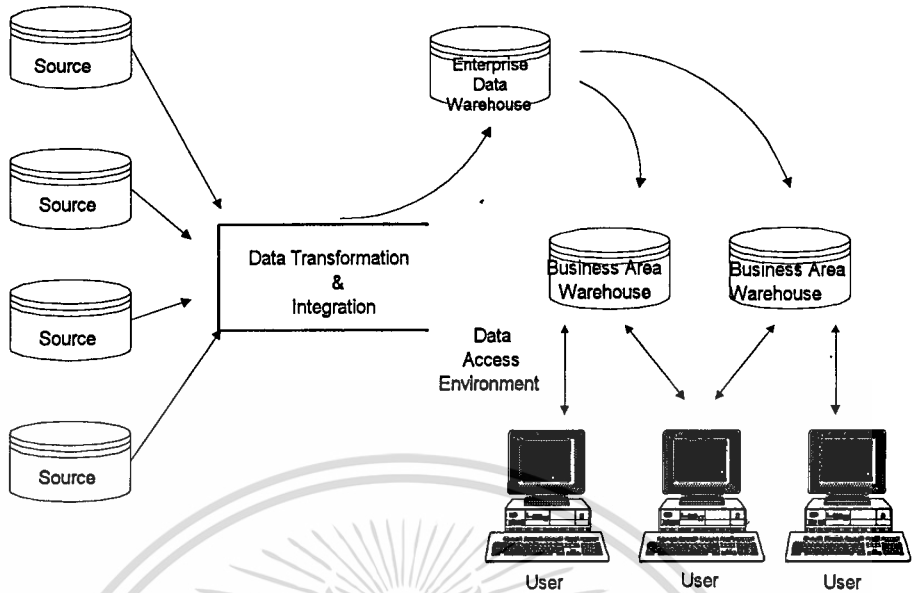 Source
Source
Source
Source
Data Transformation
&
Integration
Enterprise
Data
Warehouse
Business Area
Warehouse
Business Area
Warehouse
Data
Access
Environment
User
User
User